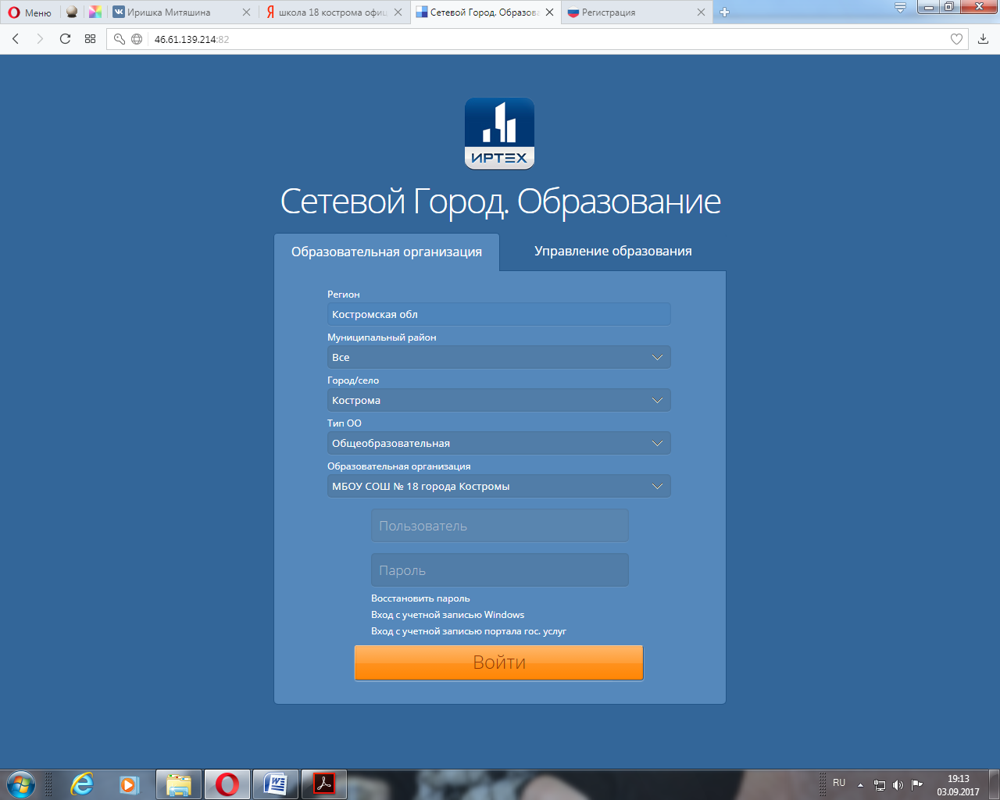 Меню
Иришка Митяшина
школа 18 кострома офиц
Сетевой Город. Образова
Регистрация
46.61.139.214:82
ИРТЕХ
Сетевой Город. Образование
Образовательная организация
Управление образования
Регион
Костромская обл
Муниципальный район
Все
Город/село
Кострома
Тип ОО
Общеобразовательная
Образовательная организация
МБОУ СОШ № 18 города Костромы
Пользователь
Пароль
Восстановить пароль
Вход с учетной записью Windows
Вход с учетной записью портала гос. услуг
Войти
RU
19:13
03.09.2017